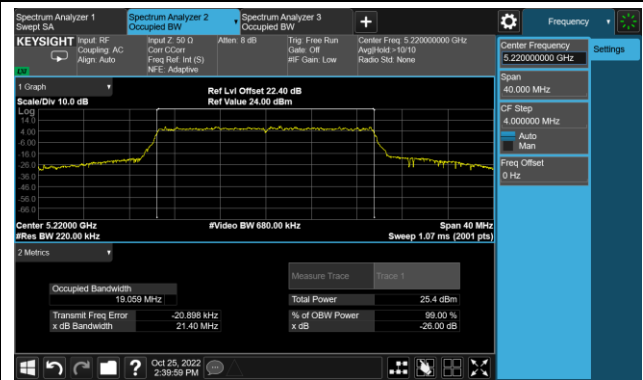 Spectrum Analyzer 1
Swept SA
Spectrum Analyzer 2
Occupied BW
Spectrum Analyzer 3
Occupied BW
Frequency
KEYSIGHT
Input: RF
Coupling: AC
Align: Auto
Input Z: 50 Ω
Corr CCorr
Freq Ref: Int (S)
NFE: Adaptive
Atten: 8 dB
Trig: Free Run
Gate: Off
#IF Gain: Low
Center Freq: 5.220000000 GHz
Avg|Hold:>10/10
Radio Std: None
Center Frequency
5.220000000 GHz
Settings
Span
40.000 MHz
CF Step
4.000000 MHz
Auto
Man
Freq Offset
0 Hz
1 Graph
Scale/Div 10.0 dB
Ref Lvl Offset 22.40 dB
Ref Value 24.00 dBm
Log
14.0
4.00
-6.00
-16.0
-26.0
-36.0
-46.0
-56.0
-66.0
Center 5.22000 GHz
#Res BW 220.00 kHz
#Video BW 680.00 kHz
Span 40 MHz
Sweep 1.07 ms (2001 pts)
2 Metrics
Measure Trace
Trace 1
Occupied Bandwidth
19.059 MHz
Total Power
25.4 dBm
Transmit Freq Error
-20.898 kHz
% of OBW Power
99.00 %
x dB Bandwidth
21.40 MHz
x dB
-26.00 dB
Oct 25, 2022
2:39:59 PM